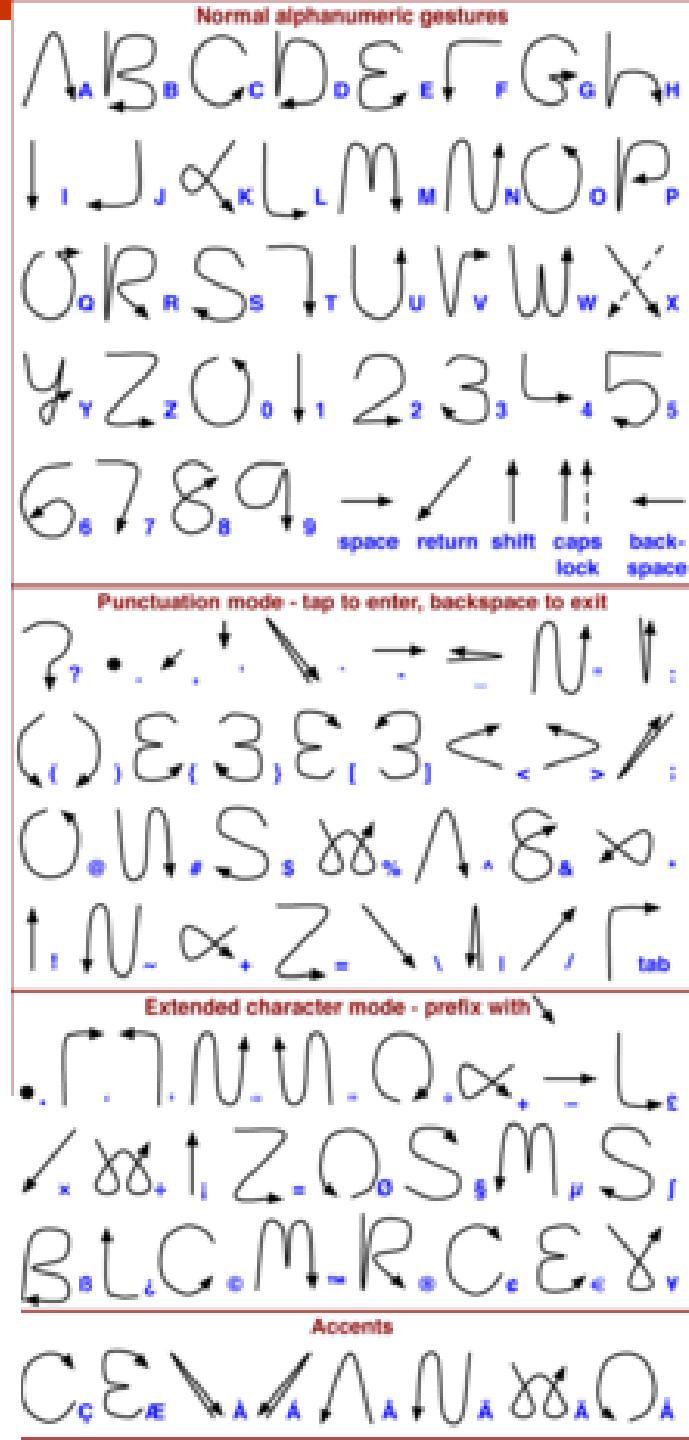 Normal alphanumeric gestures
A B C D E F G H
I J K L M N O P
Q R S T U V W X
Y Z 0 1 2 3 4 5
6 7 8 9 space return shift caps lock back-space
Punctuation mode - tap to enter, backspace to exit
? . , ' - _ " :
( ) { } [ ] < > ;
@ # $ % ^ & *
! ~ + = \ | / tab
Extended character mode - prefix with
+ - £
× ÷ ¡ = Ø § µ ∫
ß ¿ © ™ ® ¢ € ¥
Accents
Ç Æ À Á Â Ä Å